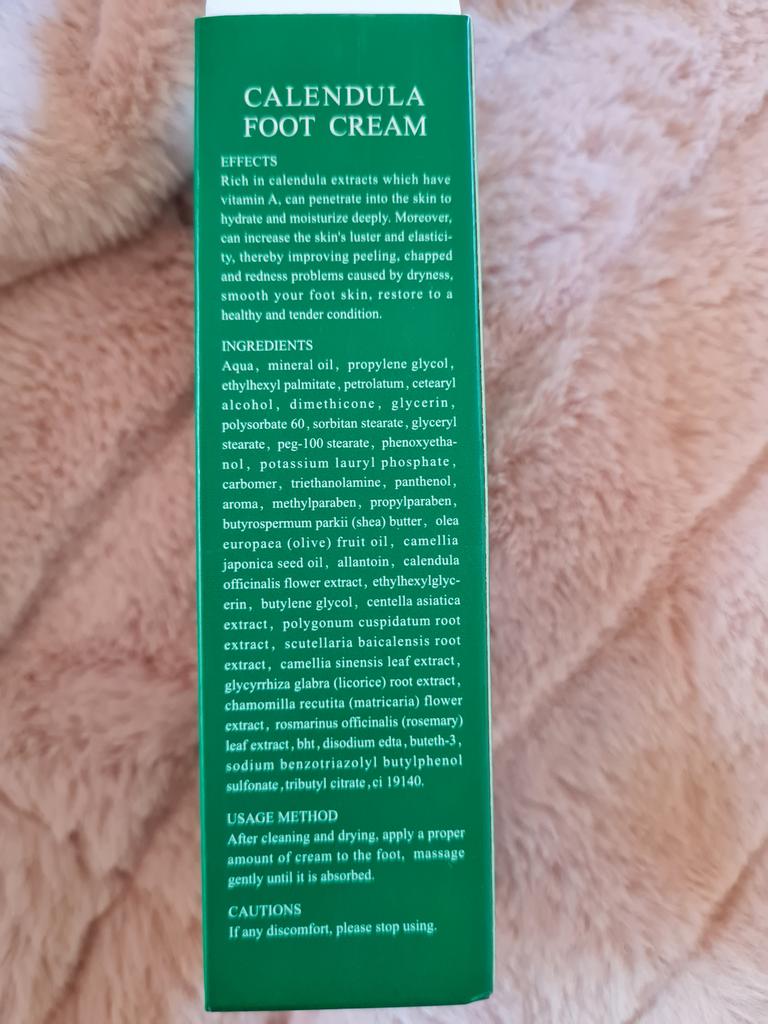 CALENDULA
FOOT CREAM
EFFECTS
Rich in calendula extracts which have
vitamin A, can penetrate into the skin to
hydrate and moisturize deeply. Moreover,
can increase the skin's luster and elastici-
ty, thereby improving peeling, chapped
and redness problems caused by dryness,
smooth your foot skin, restore to a
healthy and tender condition.
INGREDIENTS
Aqua, mineral oil, propylene glycol,
ethylhexyl palmitate, petrolatum, cetearyl
alcohol, dimethicone, glycerin,
polysorbate 60, sorbitan stearate, glyceryl
stearate, peg-100 stearate, phenoxyetha-
nol, potassium lauryl phosphate,
carbomer, triethanolamine, panthenol,
aroma, methylparaben, propylparaben,
butyrospermum parkii (shea) butter, olea
europaea (olive) fruit oil, camellia
japonica seed oil, allantoin, calendula
officinalis flower extract, ethylhexylglyc-
erin, butylene glycol, centella asiatica
extract, polygonum cuspidatum root
extract, scutellaria baicalensis root
extract, camellia sinensis leaf extract,
glycyrrhiza glabra (licorice) root extract,
chamomilla recutita (matricaria) flower
extract, rosmarinus officinalis (rosemary)
leaf extract, bht, disodium edta, buteth-3,
sodium benzotriazolyl butylphenol
sulfonate, tributyl citrate, ci 19140.
USAGE METHOD
After cleaning and drying, apply a proper
amount of cream to the foot, massage
gently until it is absorbed.
CAUTIONS
If any discomfort, please stop using.